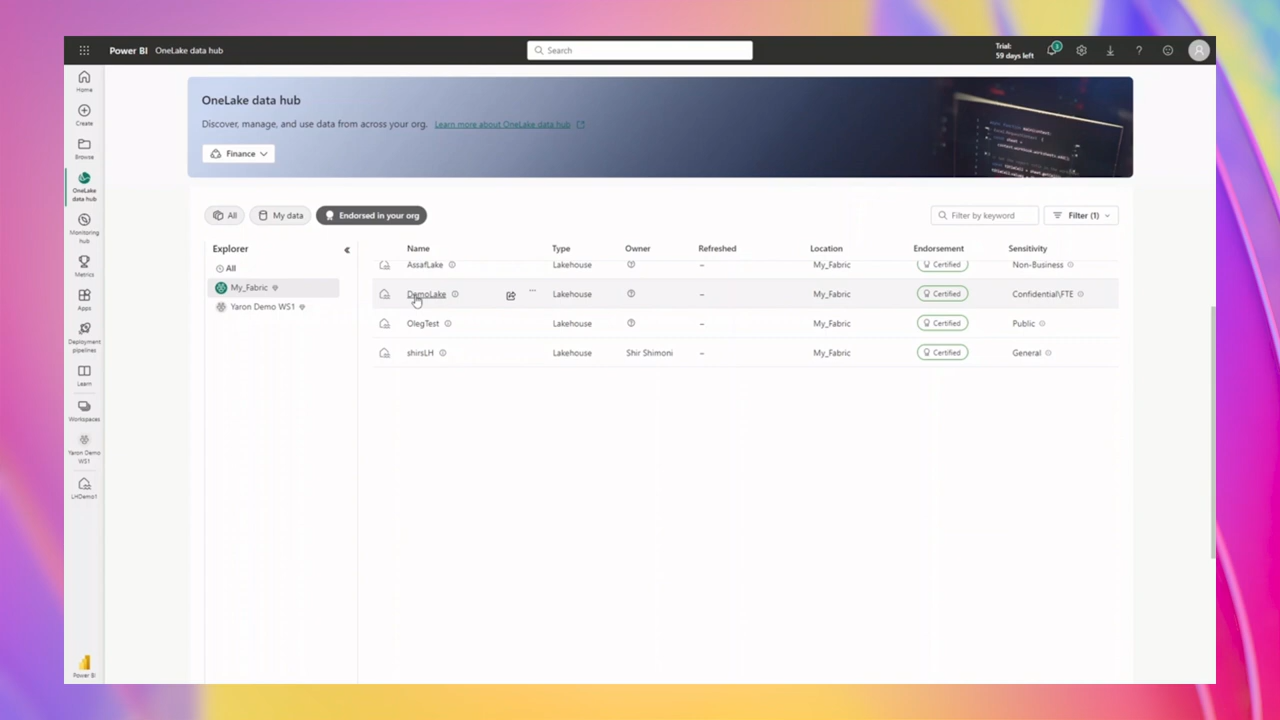 Power BI OneLake data hub
Search
Trial:
59 days left
3
OneLake data hub
Discover, manage, and use data from across your org. Learn more about OneLake data hub
Finance
Home
Create
Browse
OneLake
data hub
Monitoring
hub
Metrics
Apps
Deployment
pipelines
Learn
Workspaces
Yaron Demo
WS1
LHDemo1
Power BI
All My data Endorsed in your org
Filter by keyword Filter (1)
Explorer
All
My_Fabric
Yaron Demo WS1
Name Type Owner Refreshed Location Endorsement Sensitivity
AssafLake Lakehouse – My_Fabric Certified Non-Business
DemoLake ... Lakehouse – My_Fabric Certified Confidential\FTE
OlegTest Lakehouse – My_Fabric Certified Public
shirsLH Lakehouse Shir Shimoni – My_Fabric Certified General